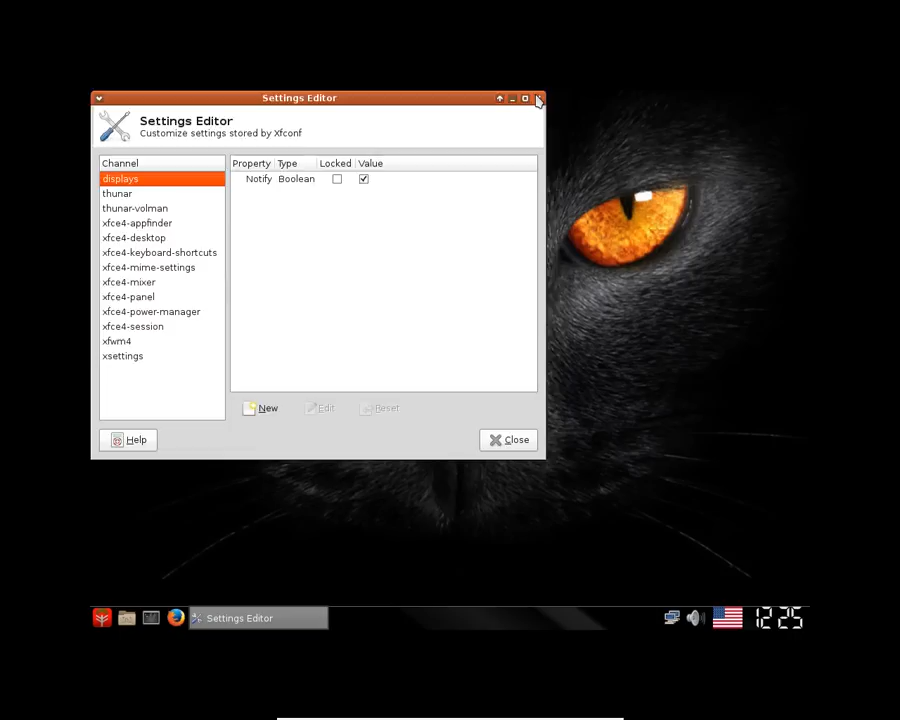 Settings Editor
Settings Editor
Customize settings stored by Xfconf
Channel
Property Type Locked Value
displays
Notify Boolean
thunar
thunar-volman
xfce4-appfinder
xfce4-desktop
xfce4-keyboard-shortcuts
xfce4-mime-settings
xfce4-mixer
xfce4-panel
xfce4-power-manager
xfce4-session
xfwm4
xsettings
New Edit Reset
Help Close
Settings Editor
12:25